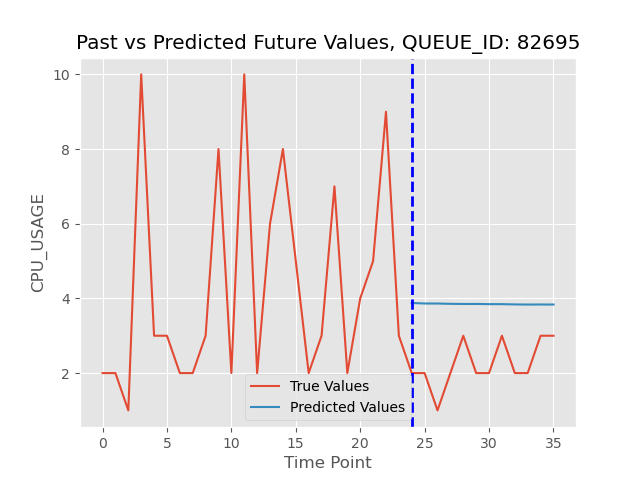 Past vs Predicted Future Values, QUEUE_ID: 82695
10
8
6
4
2
CPU_USAGE
True Values
Predicted Values
0 5 10 15 20 25 30 35
Time Point